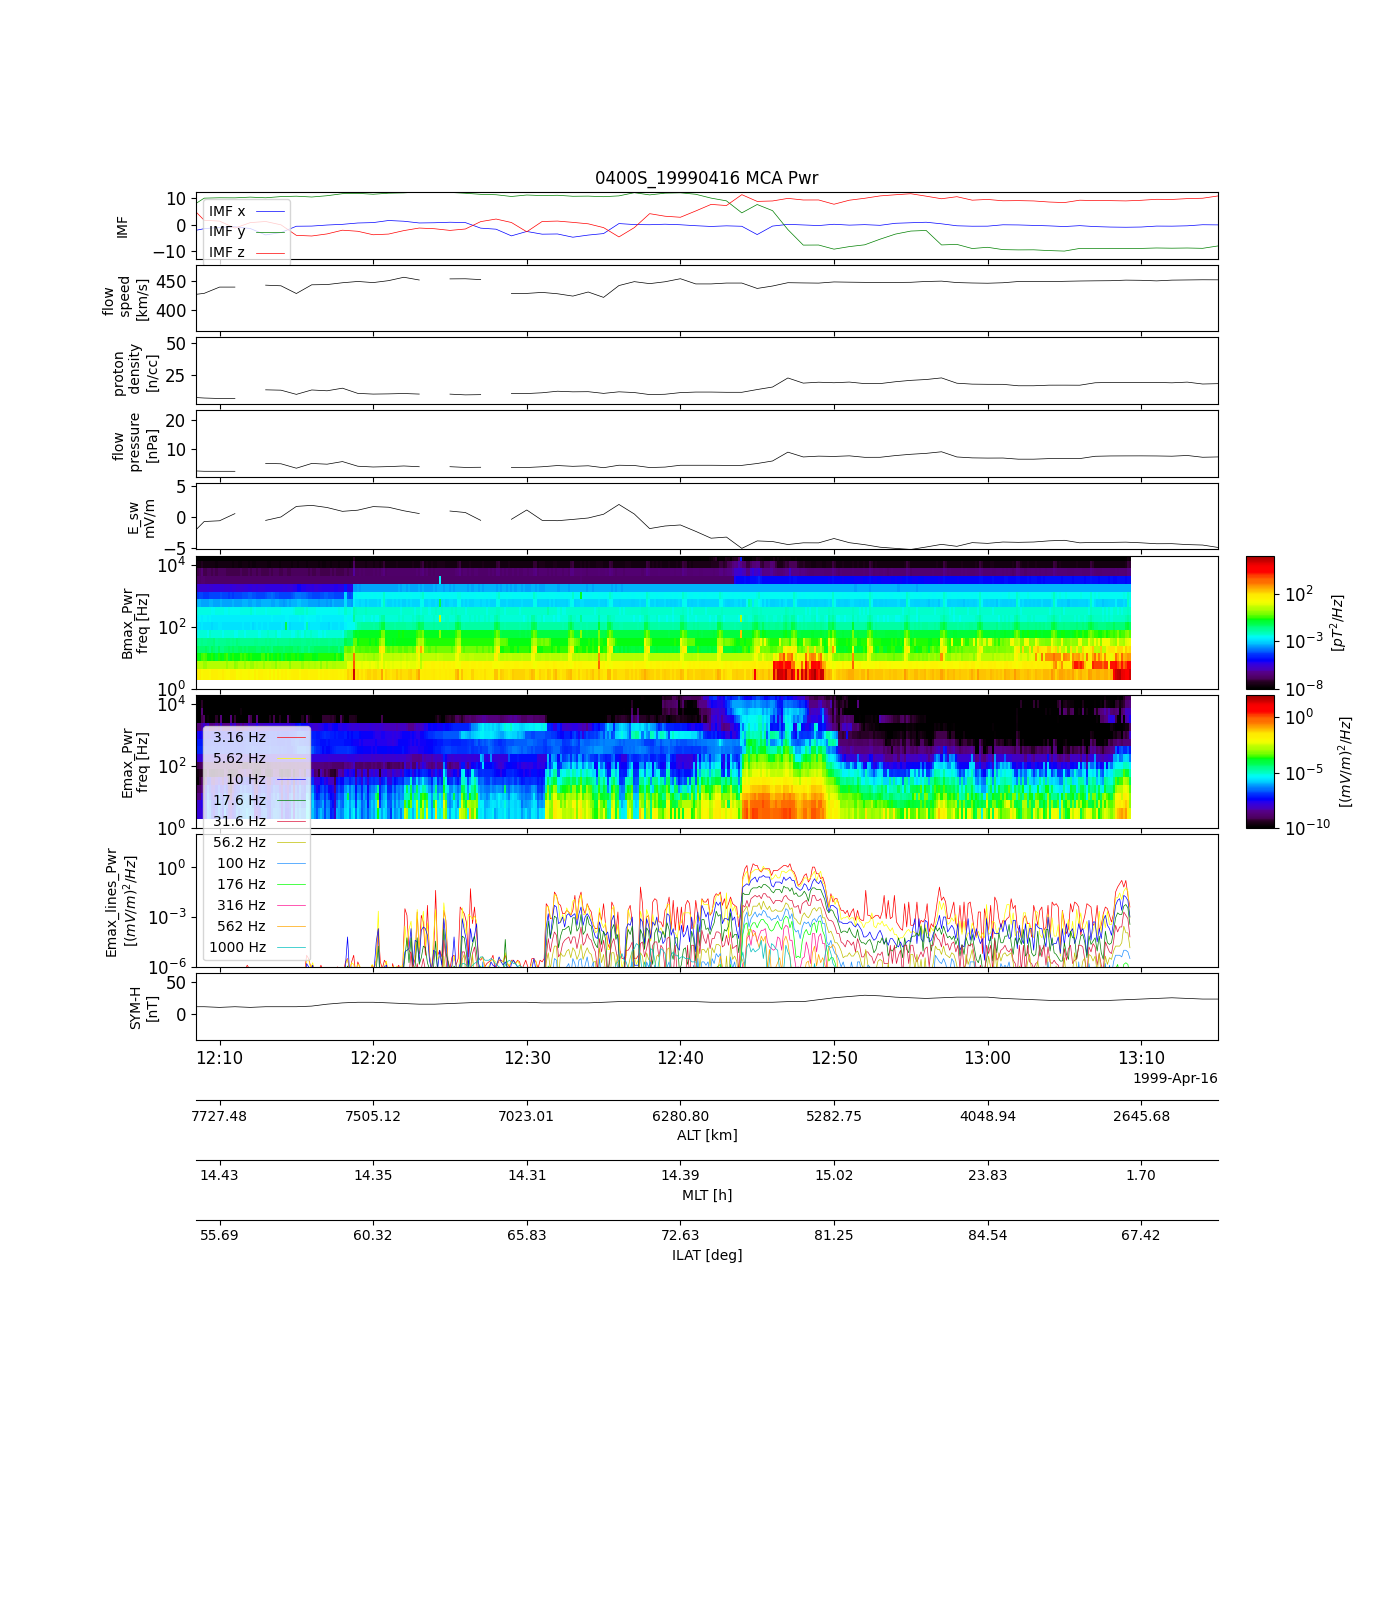 0400S_19990416 MCA Pwr
10
0
−10
IMF
IMF x
IMF y
IMF z
450
400
flow
speed
[km/s]
50
25
proton
density
[n/cc]
20
10
flow
pressure
[nPa]
5
0
−5
E_sw
mV/m
10^4
10^2
10^0
Bmax_Pwr
freq [Hz]
10^2
10^−3
10^−8
[pT^2/Hz]
10^4
10^2
10^0
Emax_Pwr
freq [Hz]
10^0
10^−5
10^−10
[(mV/m)^2/Hz]
3.16 Hz
5.62 Hz
10 Hz
17.6 Hz
31.6 Hz
56.2 Hz
100 Hz
176 Hz
316 Hz
562 Hz
1000 Hz
10^0
10^−3
10^−6
Emax_lines_Pwr
[(mV/m)^2/Hz]
50
0
SYM-H
[nT]
12:10 12:20 12:30 12:40 12:50 13:00 13:10
1999-Apr-16
7727.48 7505.12 7023.01 6280.80 5282.75 4048.94 2645.68
ALT [km]
14.43 14.35 14.31 14.39 15.02 23.83 1.70
MLT [h]
55.69 60.32 65.83 72.63 81.25 84.54 67.42
ILAT [deg]